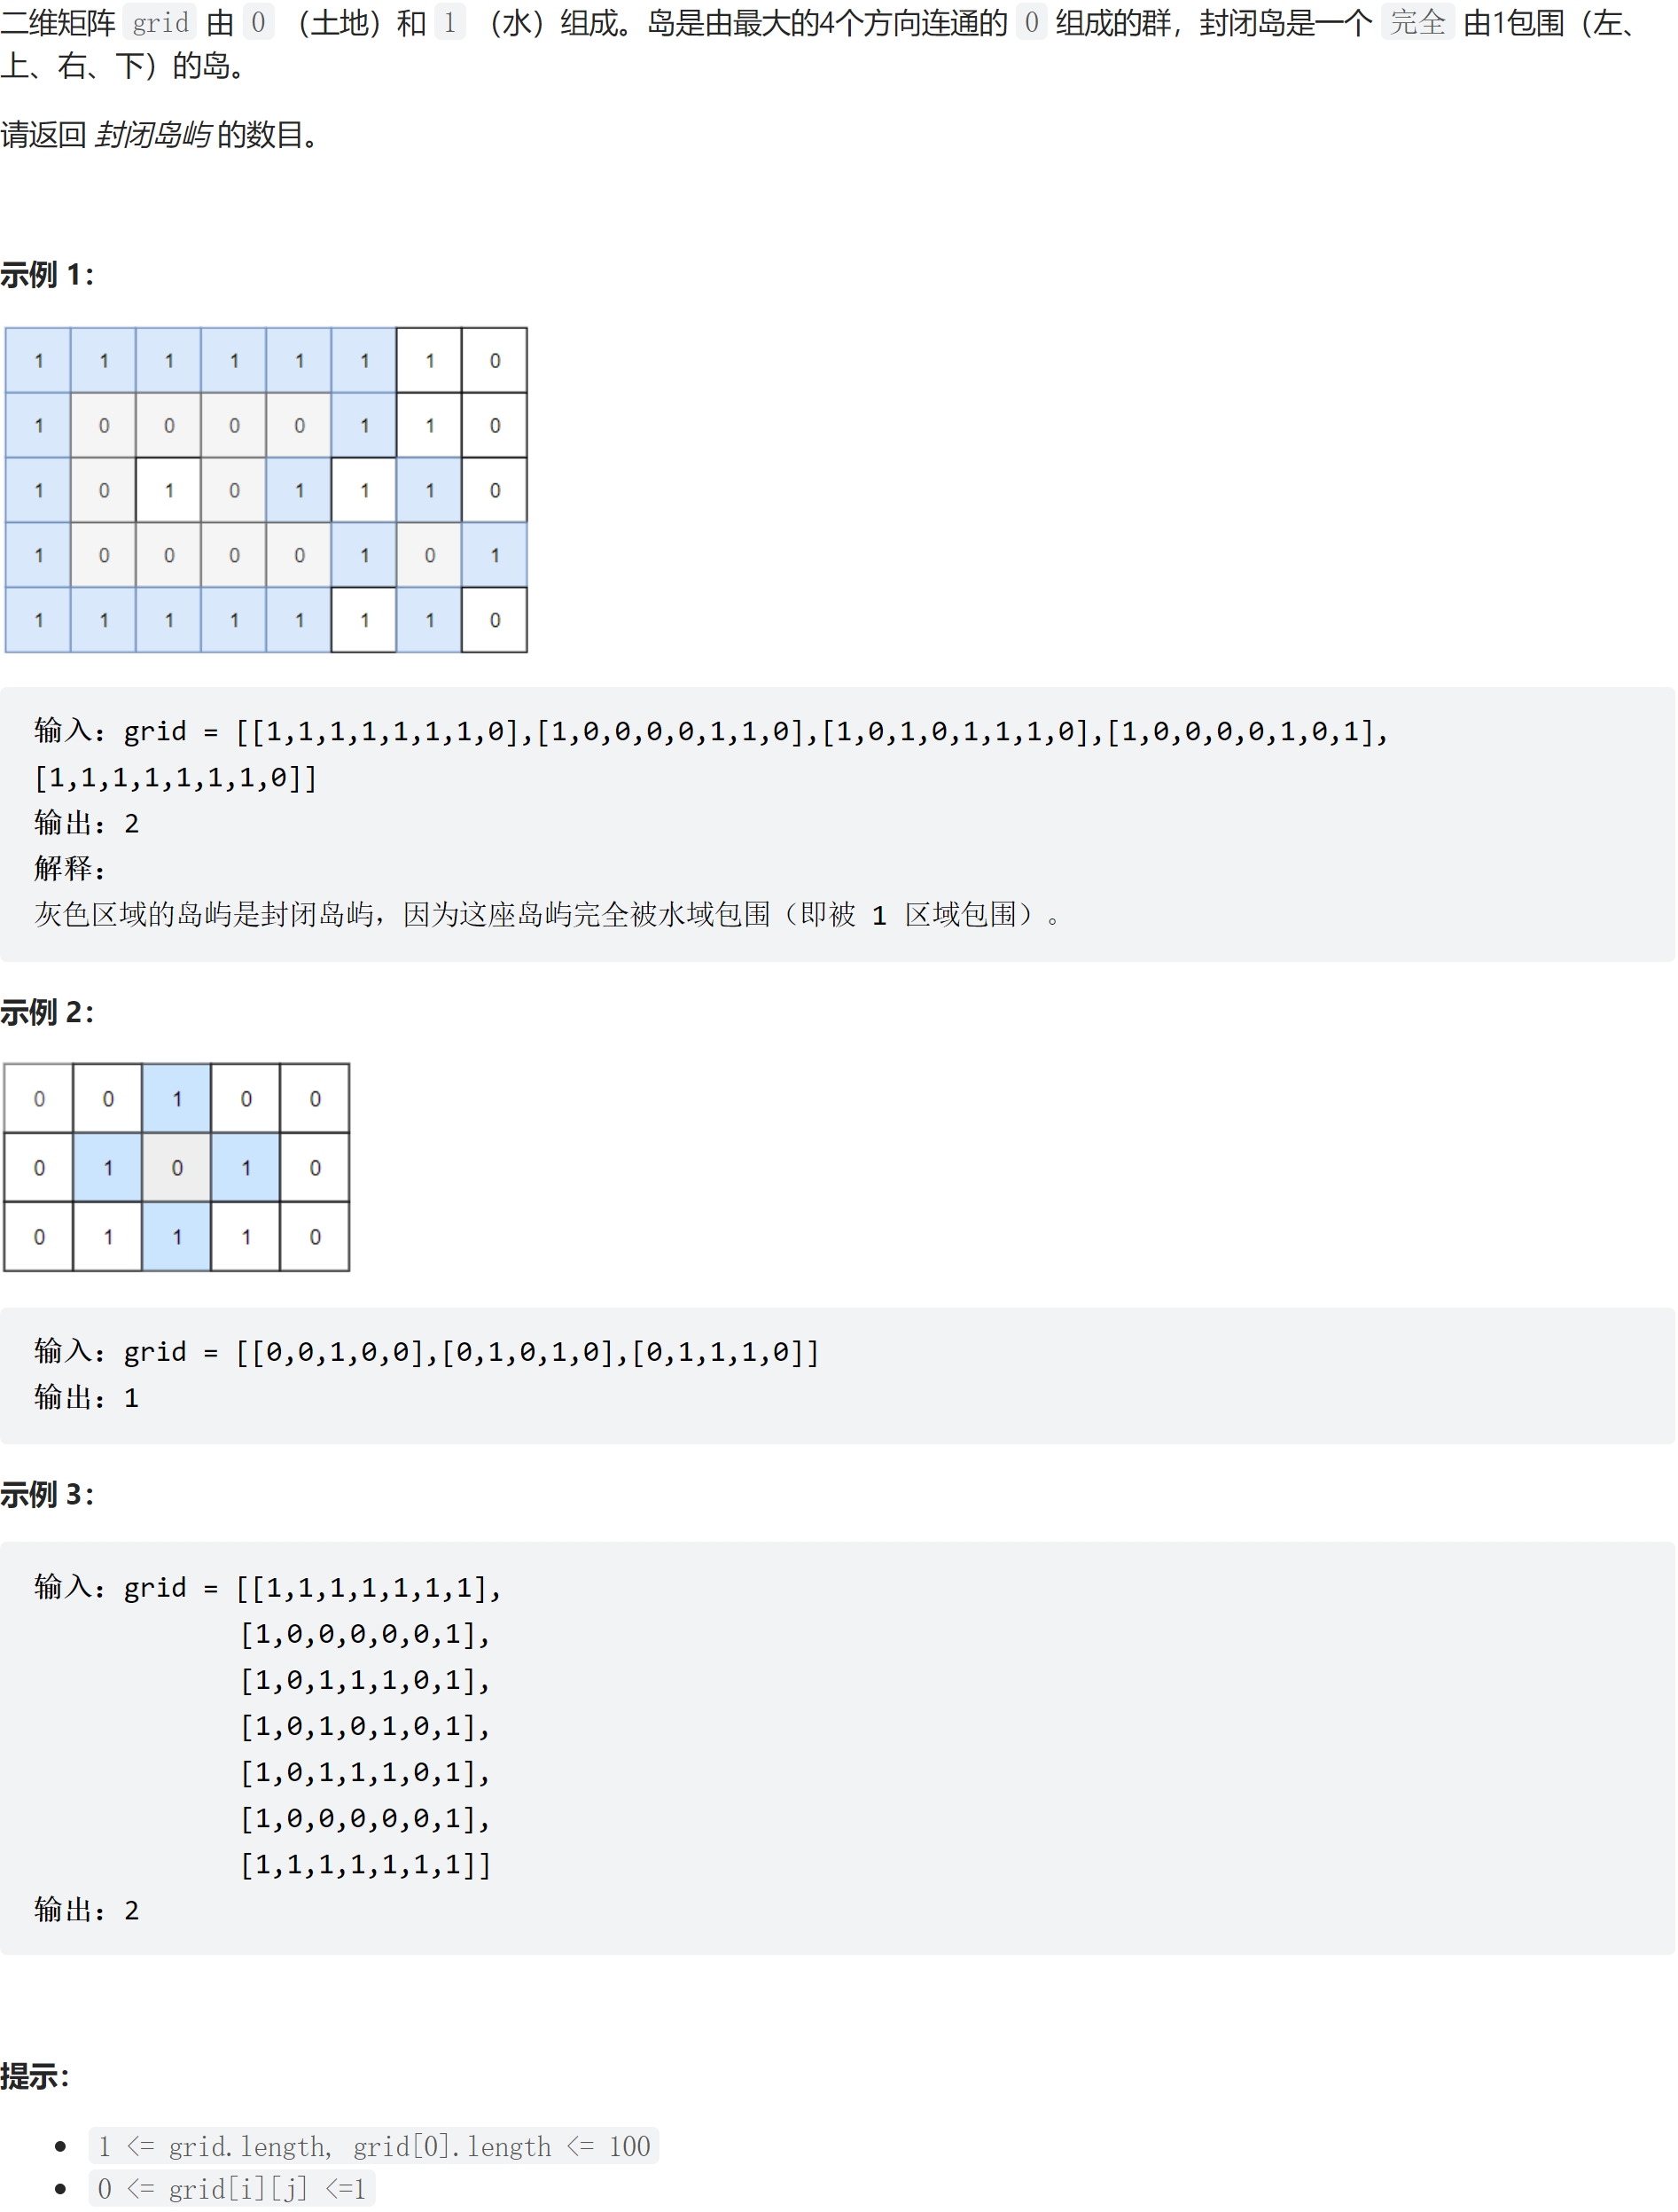 二维矩阵 grid 由 0 （土地）和 1 （水）组成。岛是由最大的4个方向连通的 0 组成的群，封闭岛是一个 完全 由1包围（左、
上、右、下）的岛。
请返回 封闭岛屿 的数目。
示例 1：
1 1 1 1 1 1 1 0
1 0 0 0 0 1 1 0
1 0 1 0 1 1 1 0
1 0 0 0 0 1 0 1
1 1 1 1 1 1 1 0
输入：grid = [[1,1,1,1,1,1,1,0],[1,0,0,0,0,1,1,0],[1,0,1,0,1,1,1,0],[1,0,0,0,0,1,0,1],
[1,1,1,1,1,1,1,0]]
输出：2
解释：
灰色区域的岛屿是封闭岛屿，因为这座岛屿完全被水域包围（即被 1 区域包围）。
示例 2：
0 0 1 0 0
0 1 0 1 0
0 1 1 1 0
输入：grid = [[0,0,1,0,0],[0,1,0,1,0],[0,1,1,1,0]]
输出：1
示例 3：
输入：grid = [[1,1,1,1,1,1,1],
[1,0,0,0,0,0,1],
[1,0,1,1,1,0,1],
[1,0,1,0,1,0,1],
[1,0,1,1,1,0,1],
[1,0,0,0,0,0,1],
[1,1,1,1,1,1,1]]
输出：2
提示：
1 <= grid.length, grid[0].length <= 100
0 <= grid[i][j] <=1